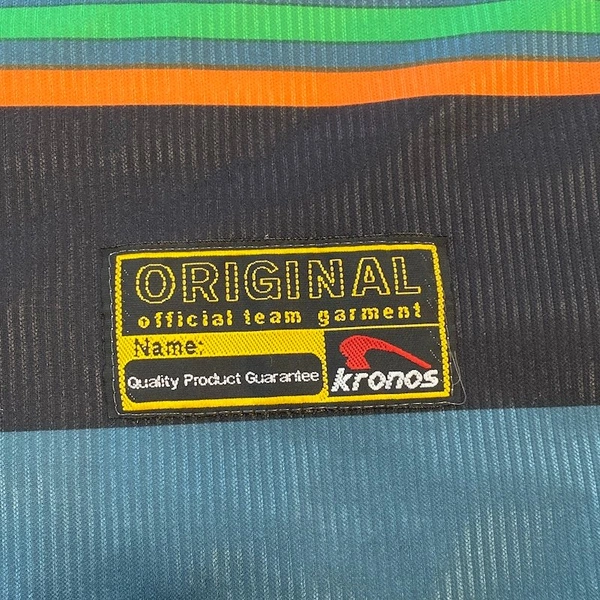 ORIGINAL
official team garment
Name:
Quality Product Guarantee
kronos